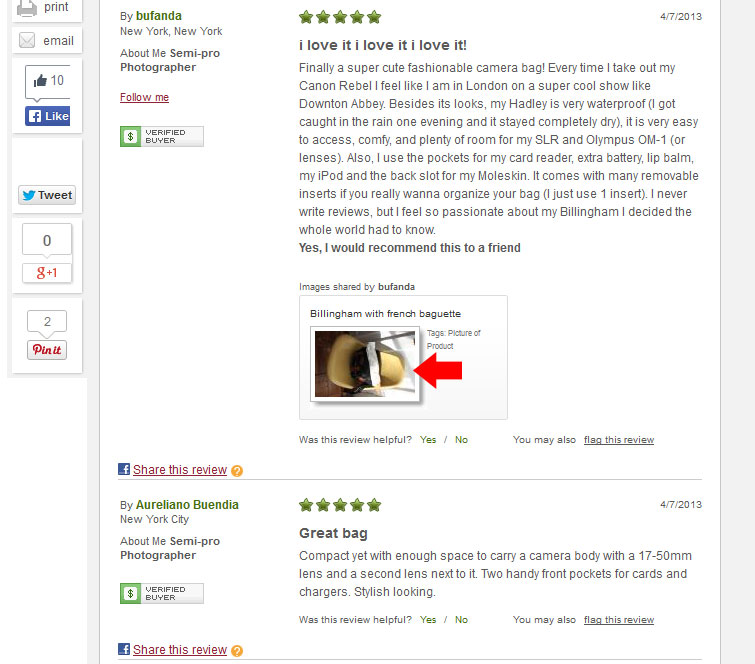 print
email
10
Like
Tweet
0
g+1
2
Pinit
By bufanda
New York, New York
About Me Semi-pro
Photographer
Follow me
VERIFIED
BUYER
4/7/2013
i love it i love it i love it!
Finally a super cute fashionable camera bag! Every time I take out my
Canon Rebel I feel like I am in London on a super cool show like
Downton Abbey. Besides its looks, my Hadley is very waterproof (I got
caught in the rain one evening and it stayed completely dry), it is very easy
to access, comfy, and plenty of room for my SLR and Olympus OM-1 (or
lenses). Also, I use the pockets for my card reader, extra battery, lip balm,
my iPod and the back slot for my Moleskin. It comes with many removable
inserts if you really wanna organize your bag (I just use 1 insert). I never
write reviews, but I feel so passionate about my Billingham I decided the
whole world had to know.
Yes, I would recommend this to a friend
Images shared by bufanda
Billingham with french baguette
Tags: Picture of
Product
Was this review helpful? Yes / No You may also flag this review
Share this review ?
By Aureliano Buendia
New York City
About Me Semi-pro
Photographer
VERIFIED
BUYER
4/7/2013
Great bag
Compact yet with enough space to carry a camera body with a 17-50mm
lens and a second lens next to it. Two handy front pockets for cards and
chargers. Stylish looking.
Was this review helpful? Yes / No You may also flag this review
Share this review ?